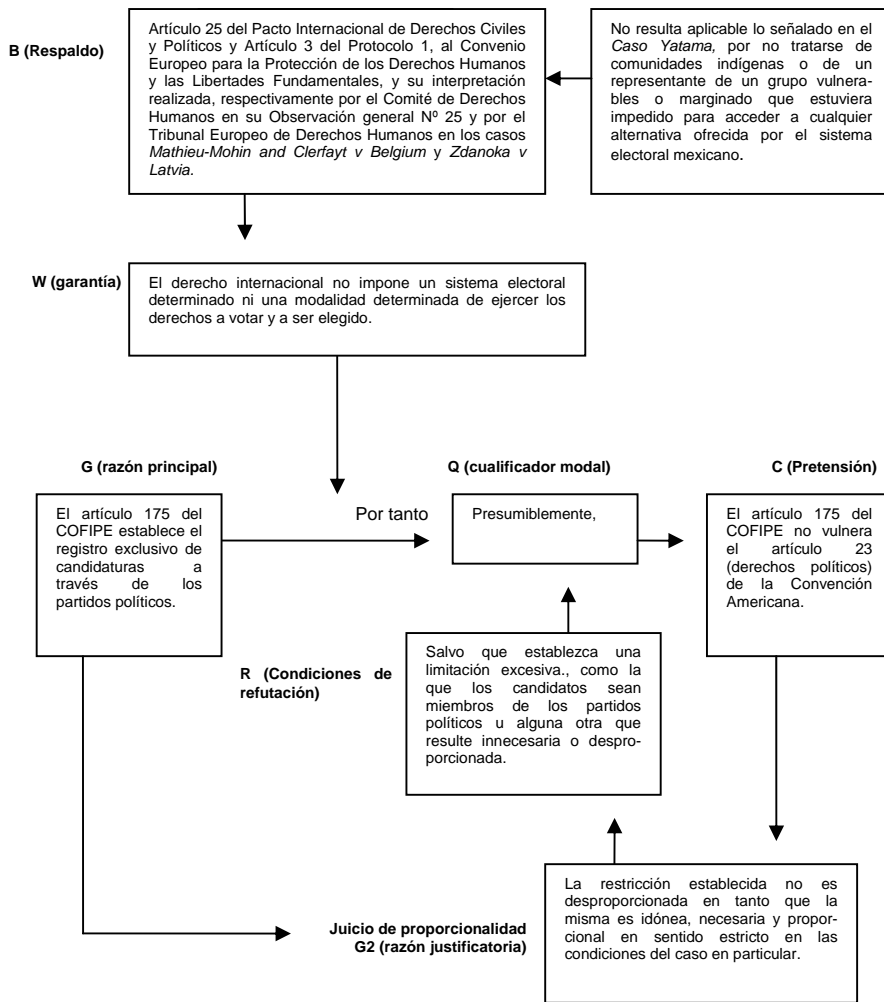 B (Respaldo)
Artículo 25 del Pacto Internacional de Derechos Civiles
y Políticos y Artículo 3 del Protocolo 1, al Convenio
Europeo para la Protección de los Derechos Humanos
y las Libertades Fundamentales, y su interpretación
realizada, respectivamente por el Comité de Derechos
Humanos en su Observación general Nº 25 y por el
Tribunal Europeo de Derechos Humanos en los casos
Mathieu-Mohin and Clerfayt v Belgium y Zdanoka v
Latvia.
No resulta aplicable lo señalado en el
Caso Yatama, por no tratarse de
comunidades indígenas o de un
representante de un grupo vulnera-
bles o marginado que estuviera
impedido para acceder a cualquier
alternativa ofrecida por el sistema
electoral mexicano.
W (garantía)
El derecho internacional no impone un sistema electoral
determinado ni una modalidad determinada de ejercer los
derechos a votar y a ser elegido.
G (razón principal)
El artículo 175 del
COFIPE establece el
registro exclusivo de
candidaturas a
través de los
partidos políticos.
Por tanto
Q (cualificador modal)
Presumiblemente,
C (Pretensión)
El artículo 175 del
COFIPE no vulnera
el artículo 23
(derechos políticos)
de la Convención
Americana.
R (Condiciones de
refutación)
Salvo que establezca una
limitación excesiva., como la
que los candidatos sean
miembros de los partidos
políticos u alguna otra que
resulte innecesaria o despro-
porcionada.
Juicio de proporcionalidad
G2 (razón justificatoria)
La restricción establecida no es
desproporcionada en tanto que la
misma es idónea, necesaria y propor-
cional en sentido estricto en las
condiciones del caso en particular.